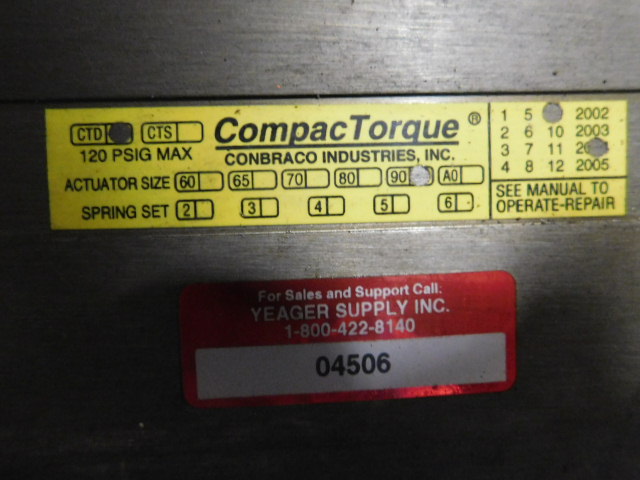 CTD CTS CompacTorque®
120 PSIG MAX CONBRACO INDUSTRIES, INC.
ACTUATOR SIZE 60 65 70 80 90 A0
SPRING SET 2 3 4 5 6
1 5 2002
2 6 10 2003
3 7 11
4 8 12 2005
SEE MANUAL TO
OPERATE-REPAIR
For Sales and Support Call:
YEAGER SUPPLY INC.
1-800-422-8140
04506